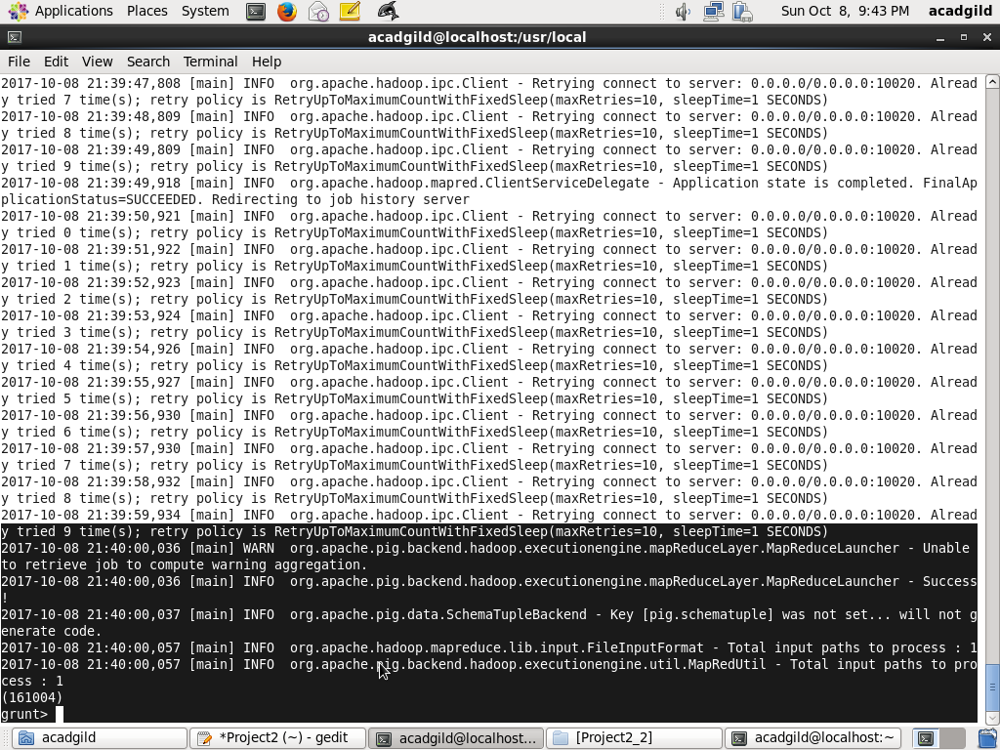 Applications Places System Sun Oct 8, 9:43 PM acadgild
acadgild@localhost:/usr/local
File Edit View Search Terminal Help
2017-10-08 21:39:47,808 [main] INFO  org.apache.hadoop.ipc.Client - Retrying connect to server: 0.0.0.0/0.0.0.0:10020. Alread
y tried 7 time(s); retry policy is RetryUpToMaximumCountWithFixedSleep(maxRetries=10, sleepTime=1 SECONDS)
2017-10-08 21:39:48,809 [main] INFO  org.apache.hadoop.ipc.Client - Retrying connect to server: 0.0.0.0/0.0.0.0:10020. Alread
y tried 8 time(s); retry policy is RetryUpToMaximumCountWithFixedSleep(maxRetries=10, sleepTime=1 SECONDS)
2017-10-08 21:39:49,809 [main] INFO  org.apache.hadoop.ipc.Client - Retrying connect to server: 0.0.0.0/0.0.0.0:10020. Alread
y tried 9 time(s); retry policy is RetryUpToMaximumCountWithFixedSleep(maxRetries=10, sleepTime=1 SECONDS)
2017-10-08 21:39:49,918 [main] INFO  org.apache.hadoop.mapred.ClientServiceDelegate - Application state is completed. FinalAp
plicationStatus=SUCCEEDED. Redirecting to job history server
2017-10-08 21:39:50,921 [main] INFO  org.apache.hadoop.ipc.Client - Retrying connect to server: 0.0.0.0/0.0.0.0:10020. Alread
y tried 0 time(s); retry policy is RetryUpToMaximumCountWithFixedSleep(maxRetries=10, sleepTime=1 SECONDS)
2017-10-08 21:39:51,922 [main] INFO  org.apache.hadoop.ipc.Client - Retrying connect to server: 0.0.0.0/0.0.0.0:10020. Alread
y tried 1 time(s); retry policy is RetryUpToMaximumCountWithFixedSleep(maxRetries=10, sleepTime=1 SECONDS)
2017-10-08 21:39:52,923 [main] INFO  org.apache.hadoop.ipc.Client - Retrying connect to server: 0.0.0.0/0.0.0.0:10020. Alread
y tried 2 time(s); retry policy is RetryUpToMaximumCountWithFixedSleep(maxRetries=10, sleepTime=1 SECONDS)
2017-10-08 21:39:53,924 [main] INFO  org.apache.hadoop.ipc.Client - Retrying connect to server: 0.0.0.0/0.0.0.0:10020. Alread
y tried 3 time(s); retry policy is RetryUpToMaximumCountWithFixedSleep(maxRetries=10, sleepTime=1 SECONDS)
2017-10-08 21:39:54,926 [main] INFO  org.apache.hadoop.ipc.Client - Retrying connect to server: 0.0.0.0/0.0.0.0:10020. Alread
y tried 4 time(s); retry policy is RetryUpToMaximumCountWithFixedSleep(maxRetries=10, sleepTime=1 SECONDS)
2017-10-08 21:39:55,927 [main] INFO  org.apache.hadoop.ipc.Client - Retrying connect to server: 0.0.0.0/0.0.0.0:10020. Alread
y tried 5 time(s); retry policy is RetryUpToMaximumCountWithFixedSleep(maxRetries=10, sleepTime=1 SECONDS)
2017-10-08 21:39:56,930 [main] INFO  org.apache.hadoop.ipc.Client - Retrying connect to server: 0.0.0.0/0.0.0.0:10020. Alread
y tried 6 time(s); retry policy is RetryUpToMaximumCountWithFixedSleep(maxRetries=10, sleepTime=1 SECONDS)
2017-10-08 21:39:57,930 [main] INFO  org.apache.hadoop.ipc.Client - Retrying connect to server: 0.0.0.0/0.0.0.0:10020. Alread
y tried 7 time(s); retry policy is RetryUpToMaximumCountWithFixedSleep(maxRetries=10, sleepTime=1 SECONDS)
2017-10-08 21:39:58,932 [main] INFO  org.apache.hadoop.ipc.Client - Retrying connect to server: 0.0.0.0/0.0.0.0:10020. Alread
y tried 8 time(s); retry policy is RetryUpToMaximumCountWithFixedSleep(maxRetries=10, sleepTime=1 SECONDS)
2017-10-08 21:39:59,934 [main] INFO  org.apache.hadoop.ipc.Client - Retrying connect to server: 0.0.0.0/0.0.0.0:10020. Alread
y tried 9 time(s); retry policy is RetryUpToMaximumCountWithFixedSleep(maxRetries=10, sleepTime=1 SECONDS)
2017-10-08 21:40:00,036 [main] WARN  org.apache.pig.backend.hadoop.executionengine.mapReduceLayer.MapReduceLauncher - Unable
to retrieve job to compute warning aggregation.
2017-10-08 21:40:00,036 [main] INFO  org.apache.pig.backend.hadoop.executionengine.mapReduceLayer.MapReduceLauncher - Success
!
2017-10-08 21:40:00,037 [main] INFO  org.apache.pig.data.SchemaTupleBackend - Key [pig.schematuple] was not set... will not g
enerate code.
2017-10-08 21:40:00,057 [main] INFO  org.apache.hadoop.mapreduce.lib.input.FileInputFormat - Total input paths to process : 1
2017-10-08 21:40:00,057 [main] INFO  org.apache.pig.backend.hadoop.executionengine.util.MapRedUtil - Total input paths to pro
cess : 1
(161004)
grunt>
acadgild *Project2 (~) - gedit acadgild@localhost... [Project2_2] acadgild@localhost:~